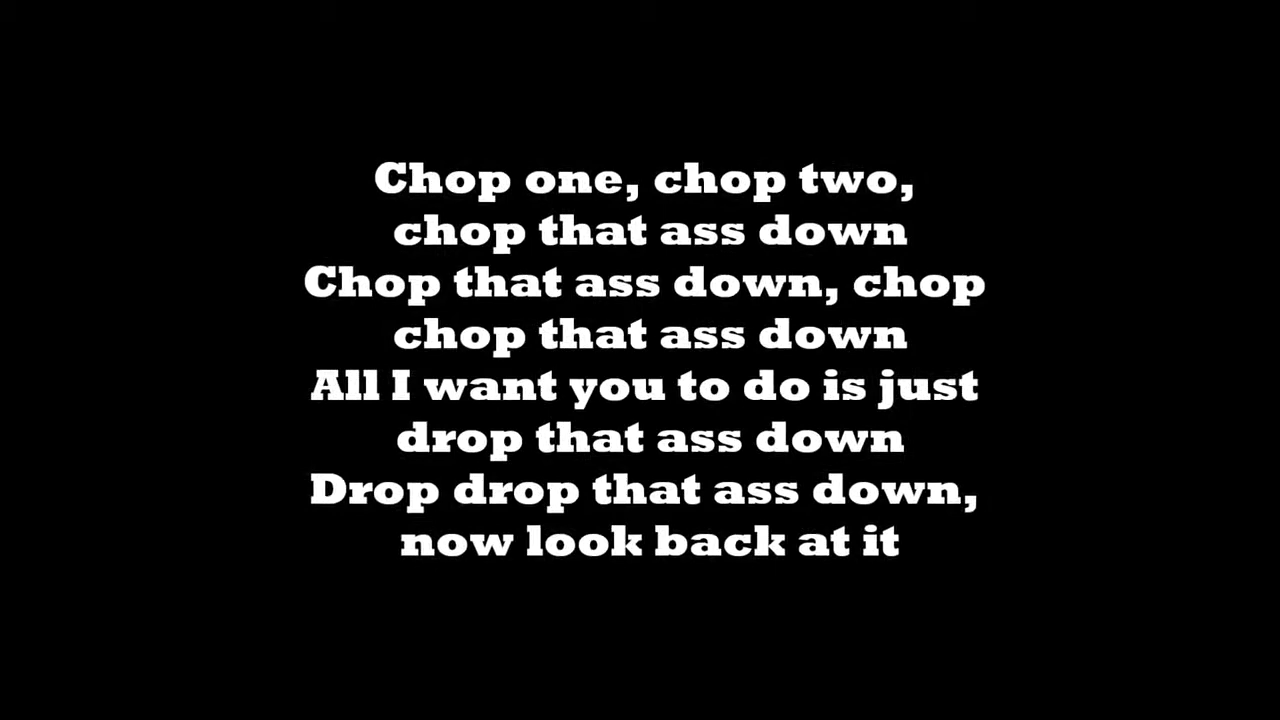 Chop one, chop two,
chop that ass down
Chop that ass down, chop
chop that ass down
All I want you to do is just
drop that ass down
Drop drop that ass down,
now look back at it